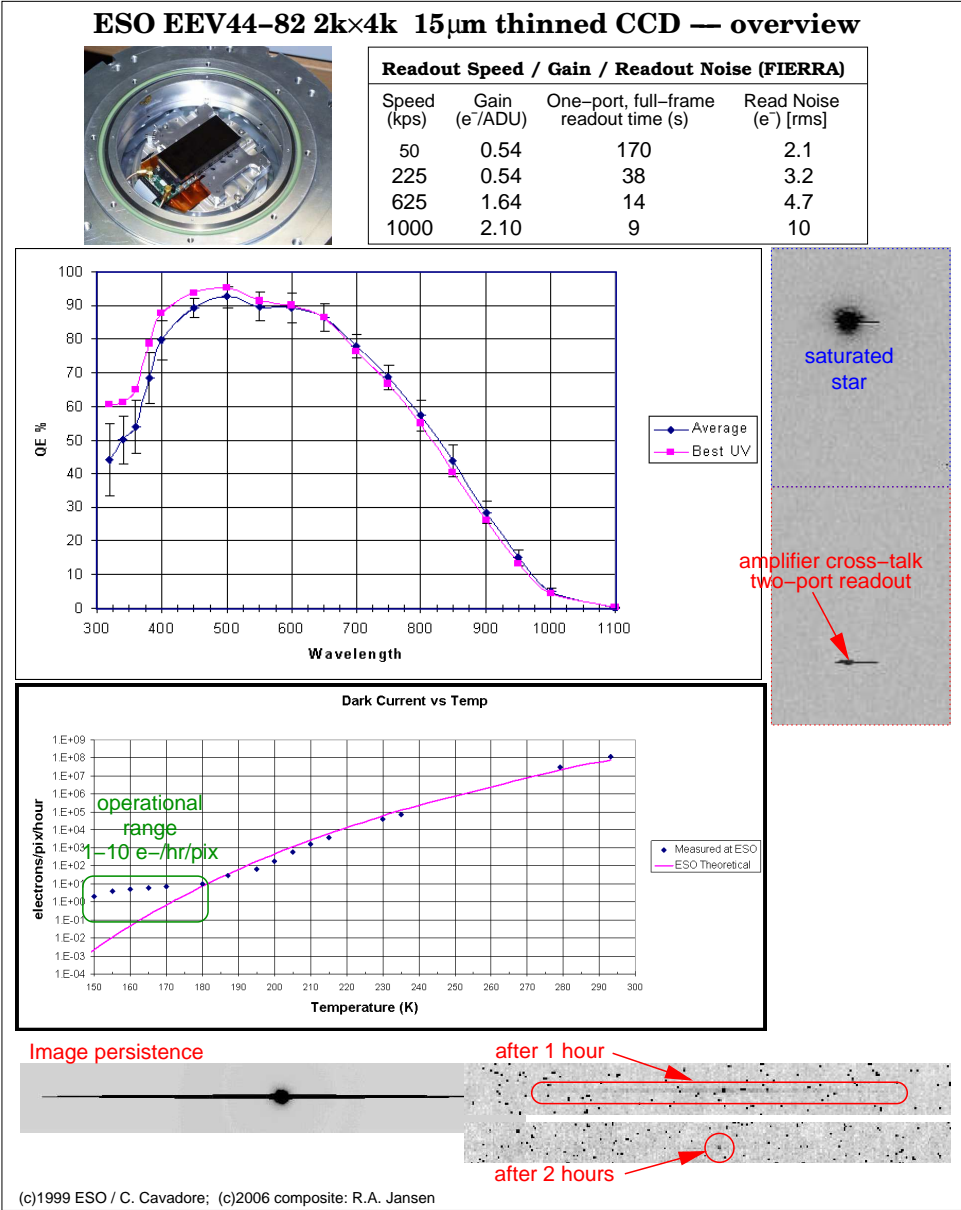 ESO EEV44−82 2k×4k 15μm thinned CCD −− overview
Readout Speed / Gain / Readout Noise (FIERRA)
Speed Gain One−port, full−frame Read Noise
(kps) (e⁻/ADU) readout time (s) (e⁻) [rms]
50 0.54 170 2.1
225 0.54 38 3.2
625 1.64 14 4.7
1000 2.10 9 10
100
90
80
70
60
50
40
30
20
10
0
QE %
300 400 500 600 700 800 900 1000 1100
Wavelength
Average
Best UV
saturated
star
amplifier cross−talk
two−port readout
Dark Current vs Temp
1.E+09
1.E+08
1.E+07
1.E+06
1.E+05
1.E+04
1.E+03
1.E+02
1.E+01
1.E+00
1.E-01
1.E-02
1.E-03
1.E-04
electrons/pix/hour
operational
range
1−10 e−/hr/pix
150 160 170 180 190 200 210 220 230 240 250 260 270 280 290 300
Temperature (K)
Measured at ESO
ESO Theoretical
Image persistence
after 1 hour
after 2 hours
(c)1999 ESO / C. Cavadore; (c)2006 composite: R.A. Jansen